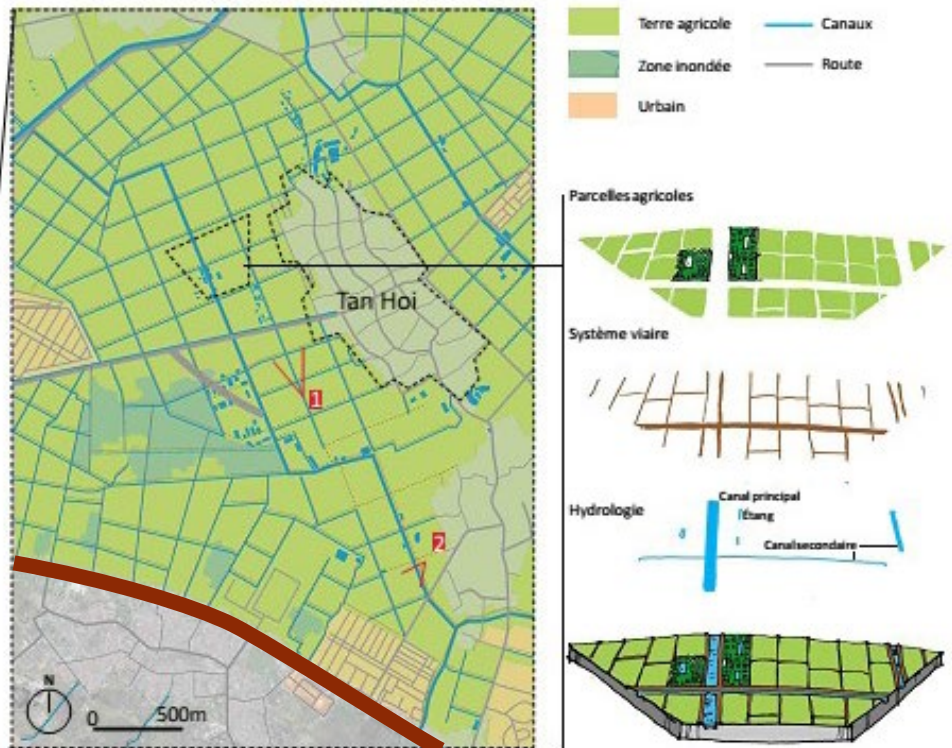 Terre agricole
Canaux
Zone inondée
Route
Urbain
Parcelles agricoles
Tan Hoi
Système viaire
1
Canal principal
Hydrologie
Étang
Canal secondaire
2
N
0 500m